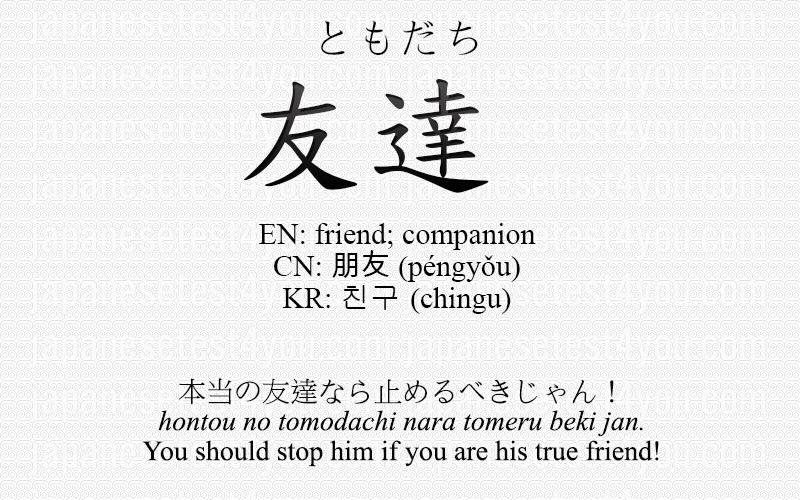 ともだち
友達
EN: friend; companion
CN: 朋友 (péngyǒu)
KR: 친구 (chingu)
本当の友達なら止めるべきじゃん！
hontou no tomodachi nara tomeru beki jan.
You should stop him if you are his true friend!
japanesetest4you.com